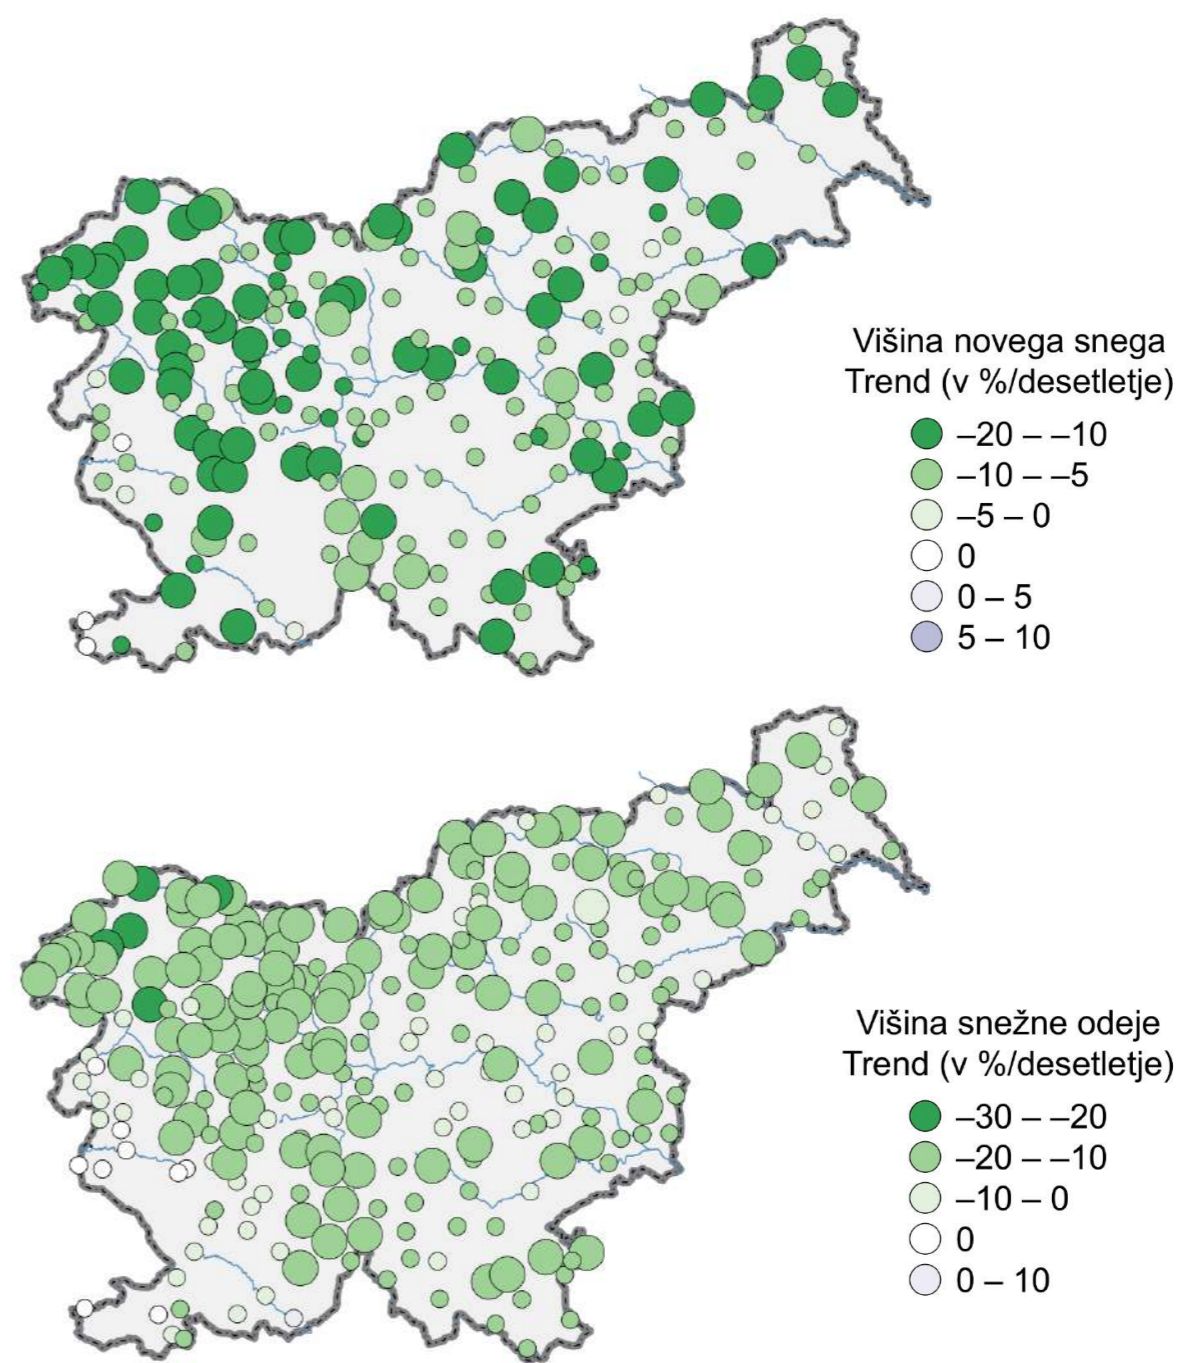 Višina novega snega
Trend (v %/desetletje)
–20 – –10
–10 – –5
–5 – 0
0
0 – 5
5 – 10
Višina snežne odeje
Trend (v %/desetletje)
–30 – –20
–20 – –10
–10 – 0
0
0 – 10